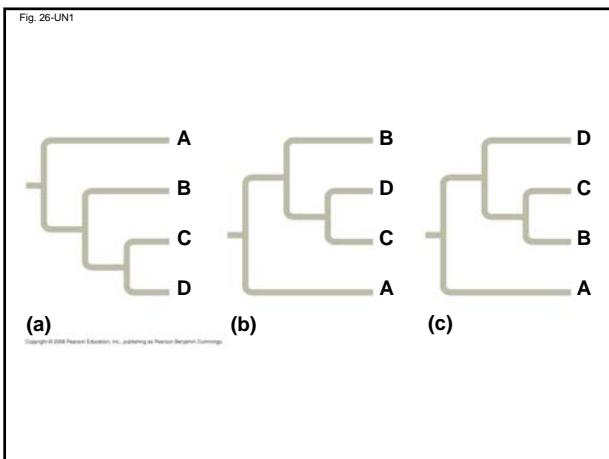 Fig. 26-UN1
A
B
C
D
(a)
B
D
C
A
(b)
D
C
B
A
(c)
Copyright © 2008 Pearson Education, Inc., publishing as Pearson Benjamin Cummings.